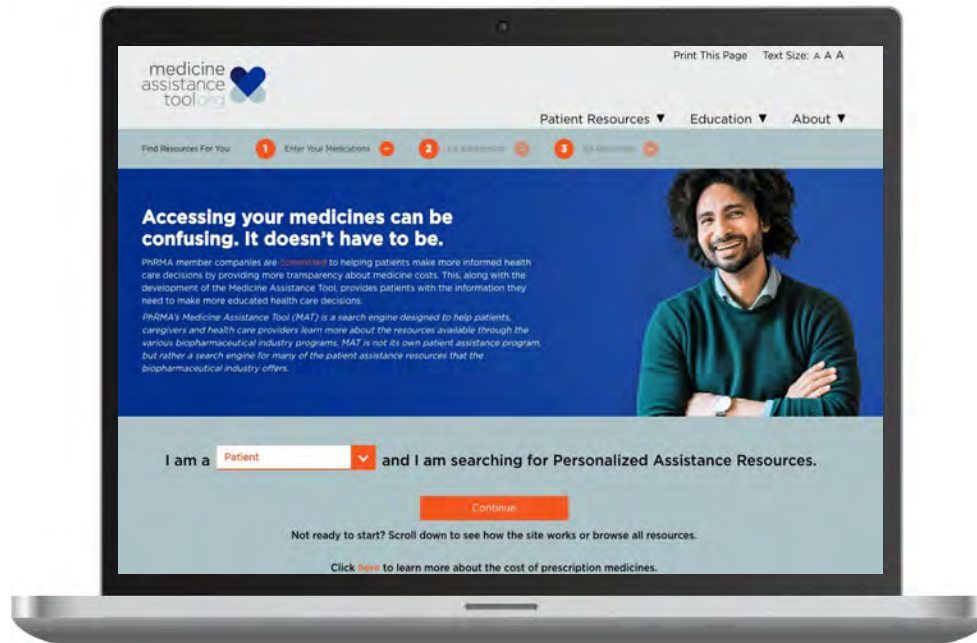 Print This Page Text Size: A A A
medicine
assistance
tool.org
Patient Resources ▼ Education ▼ About ▼
Find Resources For You 1 Enter Your Medications 2 3
Accessing your medicines can be
confusing. It doesn't have to be.
PhRMA member companies are committed to helping patients make more informed health
care decisions by providing more transparency about medicine costs. This, along with the
development of the Medicine Assistance Tool, provides patients with the information they
need to make more educated health care decisions.
PhRMA's Medicine Assistance Tool (MAT) is a search engine designed to help patients,
caregivers and health care providers learn more about the resources available through the
various biopharmaceutical industry programs. MAT is not its own patient assistance program,
but rather a search engine for many of the patient assistance resources that the
biopharmaceutical industry offers.
I am a Patient and I am searching for Personalized Assistance Resources.
Continue
Not ready to start? Scroll down to see how the site works or browse all resources.
Click here to learn more about the cost of prescription medicines.